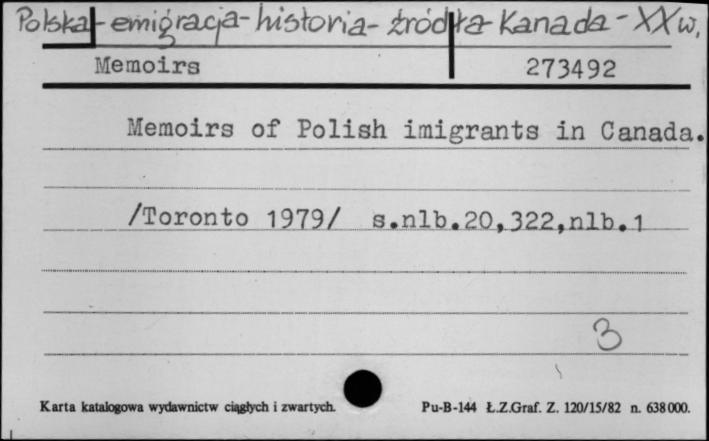 Polska - emigracja - historia - źródła - Kanada - XX w.
Memoirs 273492
Memoirs of Polish imigrants in Canada.
/Toronto 1979/ s.nlb.20,322,nlb.1
3
Karta katalogowa wydawnictw ciągłych i zwartych. Pu-B-144 Ł.Z.Graf. Z. 120/15/82 n. 638000.